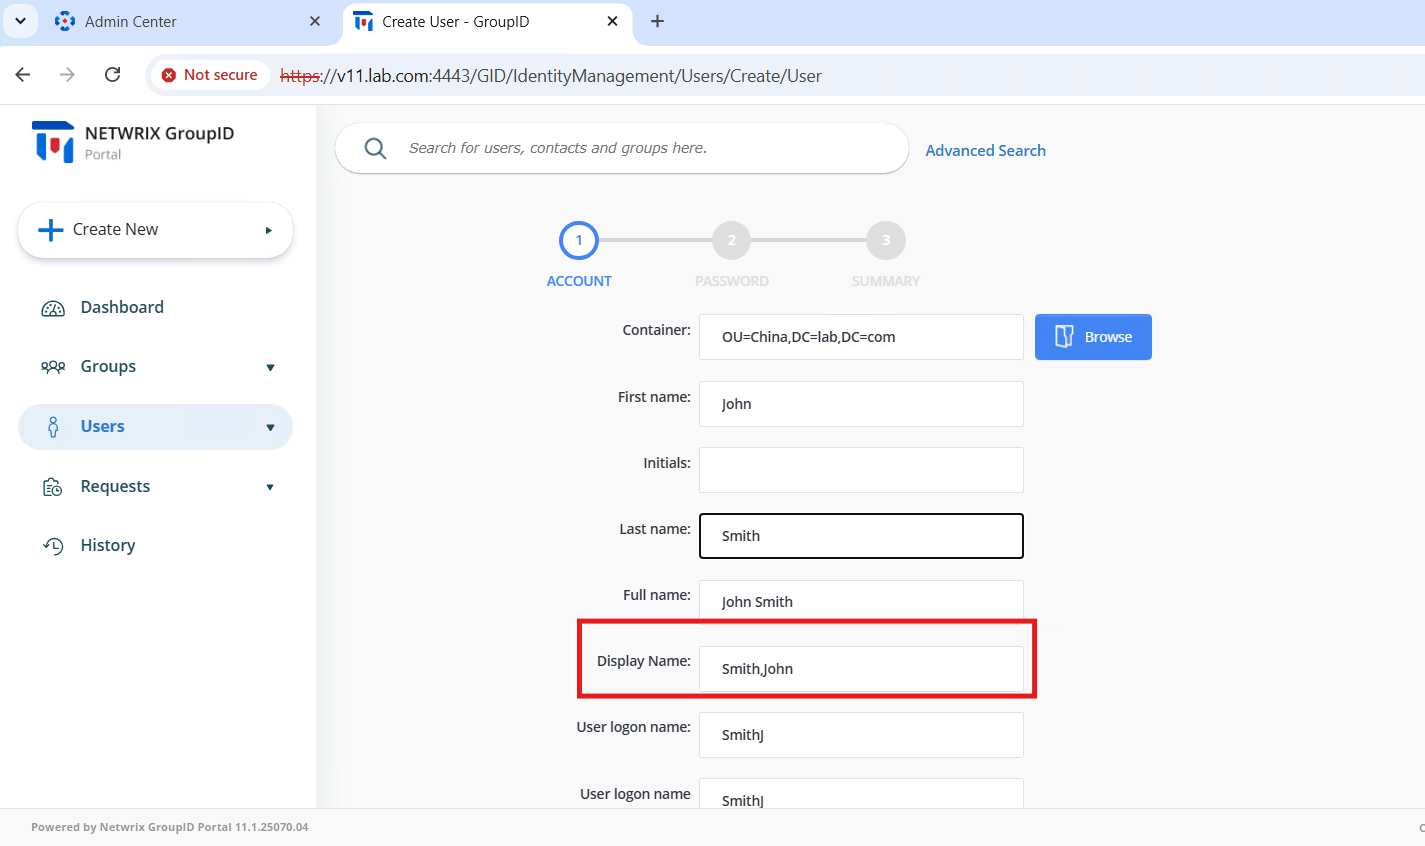 Admin Center
Create User - GroupID
Not secure https://v11.lab.com:4443/GID/IdentityManagement/Users/Create/User
NETWRIX GroupID
Portal
Search for users, contacts and groups here.
Advanced Search
Create New
Dashboard
Groups
Users
Requests
History
1
2
3
ACCOUNT
PASSWORD
SUMMARY
Container: OU=China,DC=lab,DC=com
Browse
First name: John
Initials:
Last name: Smith
Full name: John Smith
Display Name: Smith,John
User logon name: SmithJ
User logon name SmithJ
Powered by Netwrix GroupID Portal 11.1.25070.04